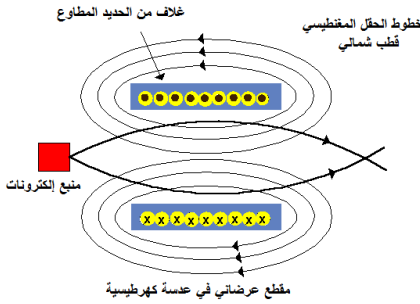 غلاف من الحديد المطاوع
خطوط الحقل المغنطيسي
قطب شمالي
منبع إلكترونات
x x x x x x x x x
مقطع عرضاني في عدسة كهرطيسية